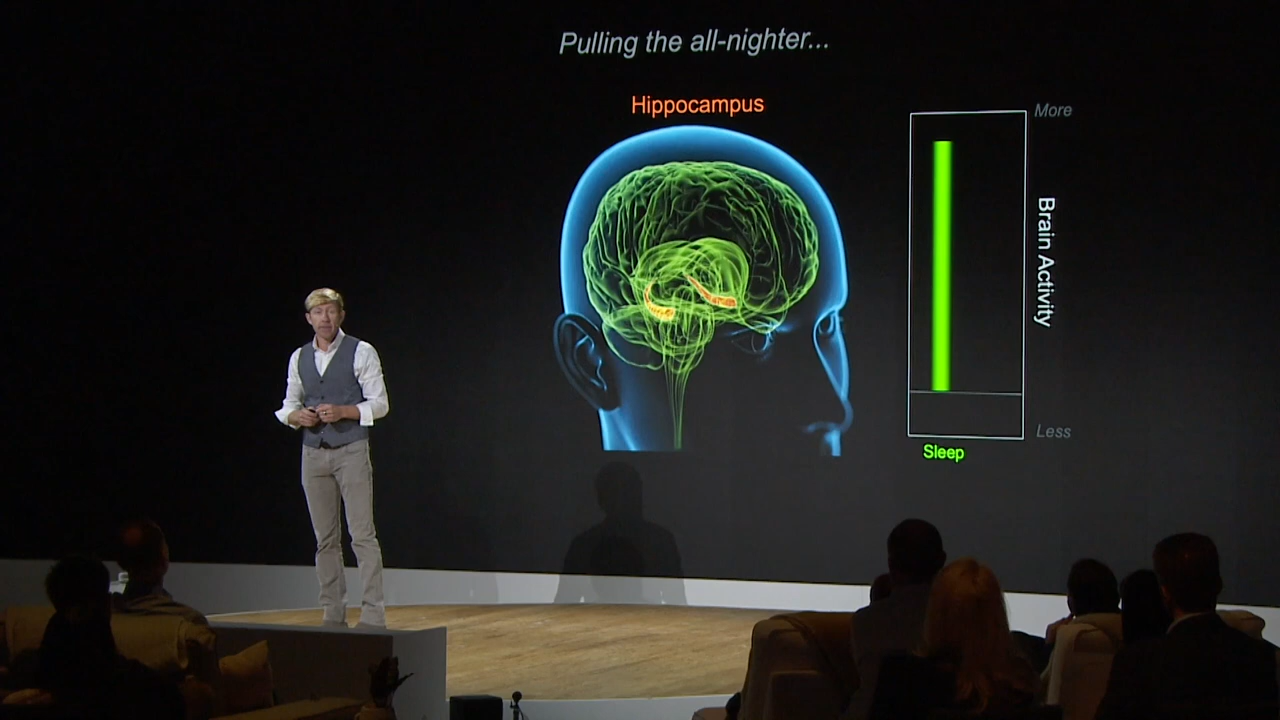 Pulling the all-nighter...
Hippocampus
More
Brain Activity
Less
Sleep